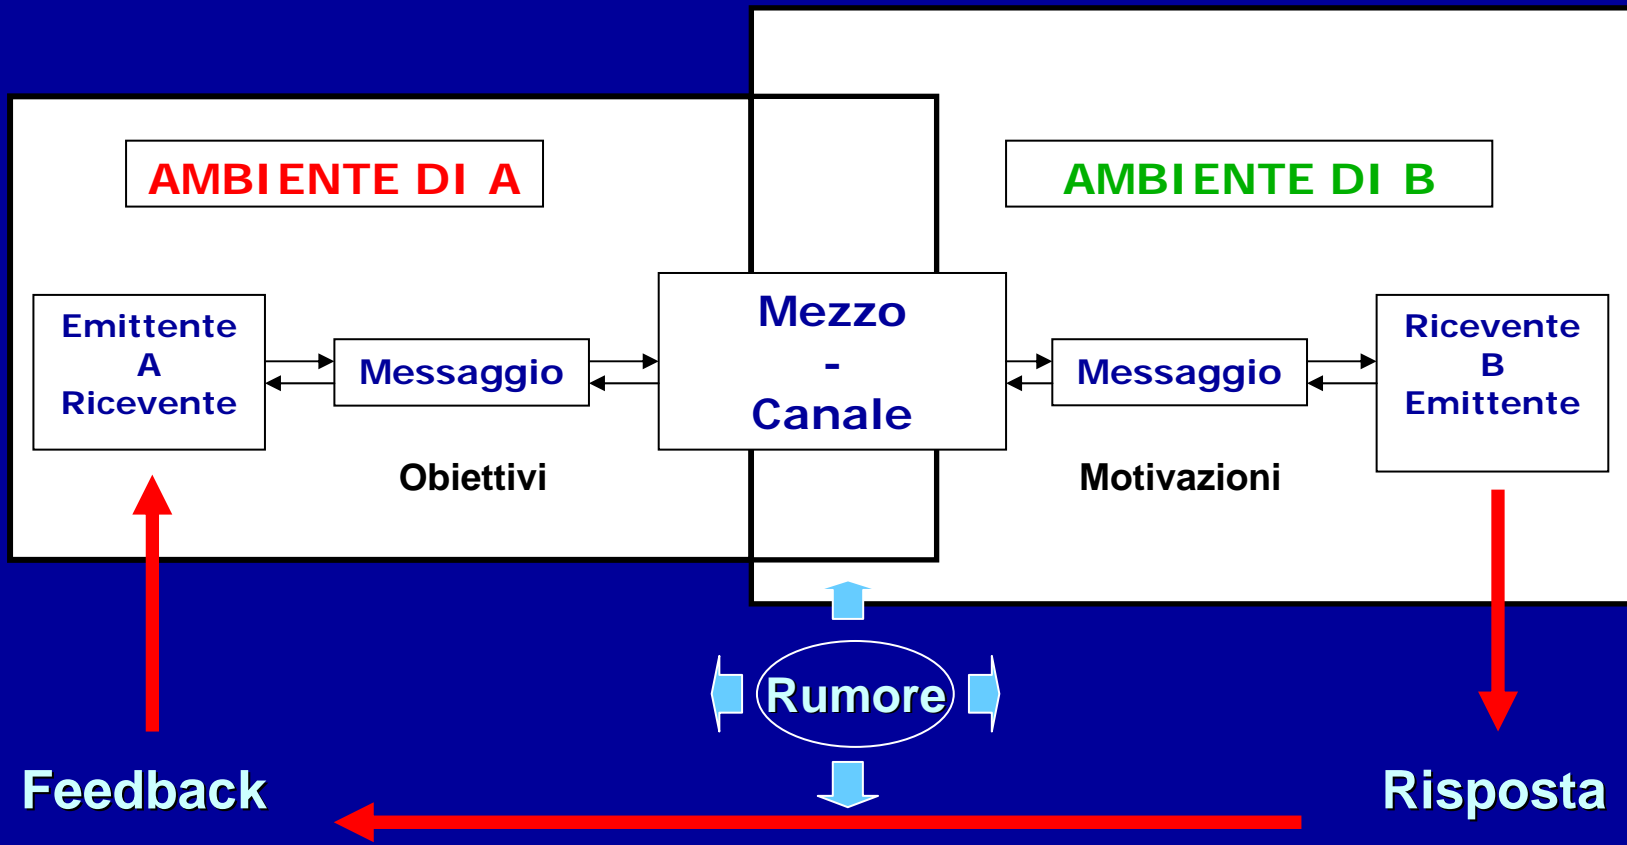 AMBIENTE DI A
AMBIENTE DI B
Emittente
A
Ricevente
Messaggio
Mezzo
-
Canale
Messaggio
Ricevente
B
Emittente
Obiettivi
Motivazioni
Rumore
Feedback
Risposta